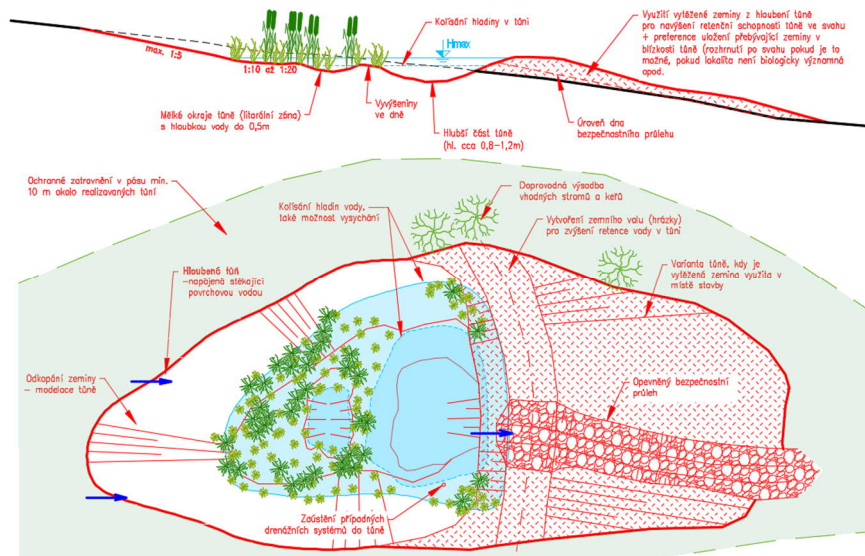 Kolísání hladiny v tůni
Hmax
Využití vytěžené zeminy z hloubení tůně
pro navýšení retenční schopnosti tůně ve svahu
+ preference uložení přebývající zeminy v
blízkosti tůně (rozhrnutí po svahu pokud je to
možné, pokud lokalita není biologicky významná
apod.
max. 1:5
1:10 až 1:20
Mělké okraje tůně (litorální zóna)
s hloubkou vody do 0,5m
Vyvýšeniny
ve dně
Hlubší část tůně
(hl. cca 0,8-1,2m)
Úroveň dna
bezpečnostního průlehu
Ochranné zatravnění v pásu min.
10 m okolo realizovaných tůní
Kolísání hladin vody,
také možnost vysychání
Doprovodná výsadba
vhodných stromů a keřů
Vytvoření zemního valu (hrázky)
pro zvýšení retence vody v tůni
Hloubená tůň
-napájená stékající
povrchovou vodou
Varianta tůně, kdy je
vytěžená zemina využita v
místě stavby
Odkopání zeminy
- modelace tůně
Opevněný bezpečnostní
průleh
Zaústění případných
drenážních systémů do tůně